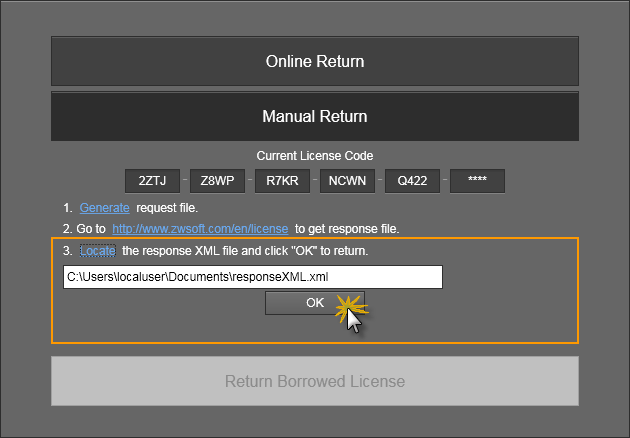 Online Return
Manual Return
Current License Code
2ZTJ - Z8WP - R7KR - NCWN - Q422 - ****
1. Generate request file.
2. Go to http://www.zwsoft.com/en/license to get response file.
3. Locate the response XML file and click "OK" to return.
C:\Users\localuser\Documents\responseXML.xml
OK
Return Borrowed License